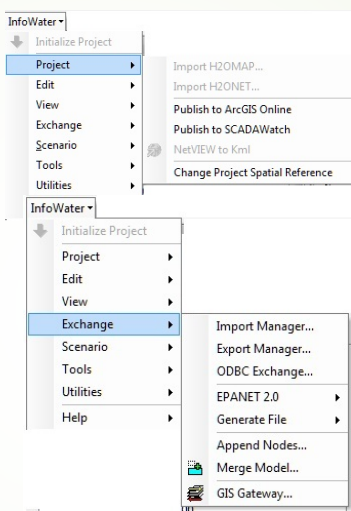 InfoWater
Initialize Project
Project
Edit
View
Exchange
Scenario
Tools
Utilities
Import H2OMAP...
Import H2ONET...
Publish to ArcGIS Online
Publish to SCADAWatch
NetVIEW to Kml
Change Project Spatial Reference
InfoWater
Initialize Project
Project
Edit
View
Exchange
Scenario
Tools
Utilities
Help
Import Manager...
Export Manager...
ODBC Exchange...
EPANET 2.0
Generate File
Append Nodes...
Merge Model...
GIS Gateway...